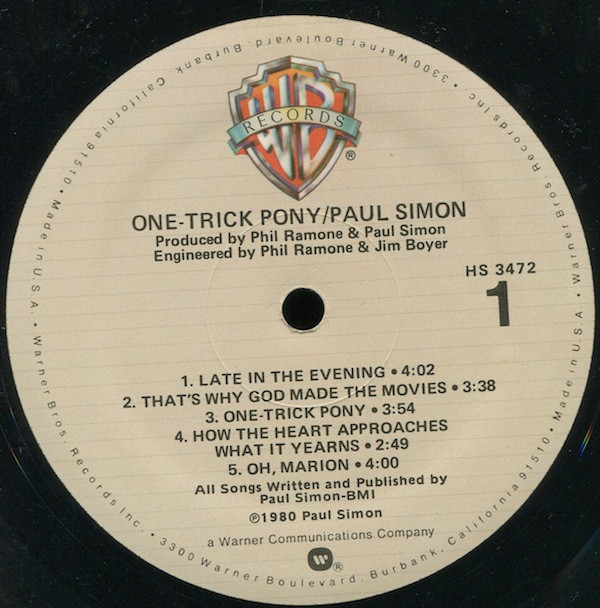 WB
RECORDS
®
ONE-TRICK PONY/PAUL SIMON
Produced by Phil Ramone & Paul Simon
Engineered by Phil Ramone & Jim Boyer
HS 3472
1
1. LATE IN THE EVENING • 4:02
2. THAT'S WHY GOD MADE THE MOVIES • 3:38
3. ONE-TRICK PONY • 3:54
4. HOW THE HEART APPROACHES
WHAT IT YEARNS • 2:49
5. OH, MARION • 4:00
All Songs Written and Published by
Paul Simon-BMI
℗1980 Paul Simon
a Warner Communications Company
W®
Warner Bros. Records Inc. • 3300 Warner Boulevard. Burbank. California 91510 • Made in U.S.A. • Warner Bros. Records Inc. • 3300 Warner Boulevard. Burbank. California 91510 • Made in U.S.A. •